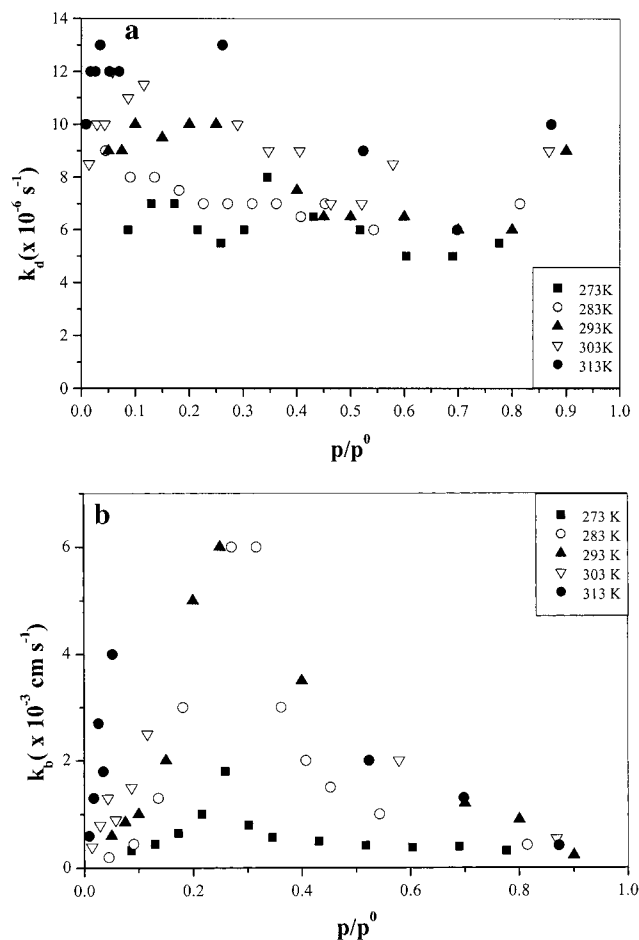 a
14
12
10
8
6
4
2
0
k_d(x 10^-6 s^-1)
273K
283K
293K
303K
313K
0.0 0.1 0.2 0.3 0.4 0.5 0.6 0.7 0.8 0.9 1.0
p/p^0
b
6
4
2
0
k_b( x 10^-3 cm s^-1)
273 K
283 K
293 K
303 K
313 K
0.0 0.2 0.4 0.6 0.8 1.0
p/p^0